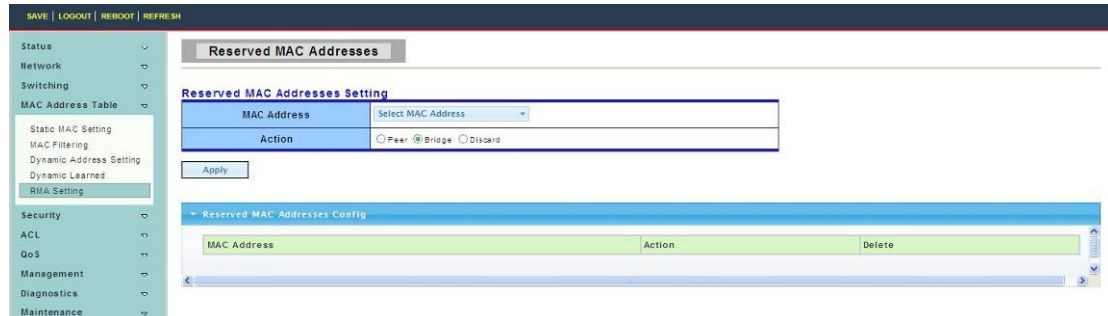 SAVE | LOGOUT | REBOOT | REFRESH
Status
Network
Switching
MAC Address Table
Static MAC Setting
MAC Filtering
Dynamic Address Setting
Dynamic Learned
RMA Setting
Security
ACL
QoS
Management
Diagnostics
Maintenance
Reserved MAC Addresses
Reserved MAC Addresses Setting
MAC Address Select MAC Address
Action Peer Bridge Discard
Apply
Reserved MAC Addresses Config
MAC Address Action Delete